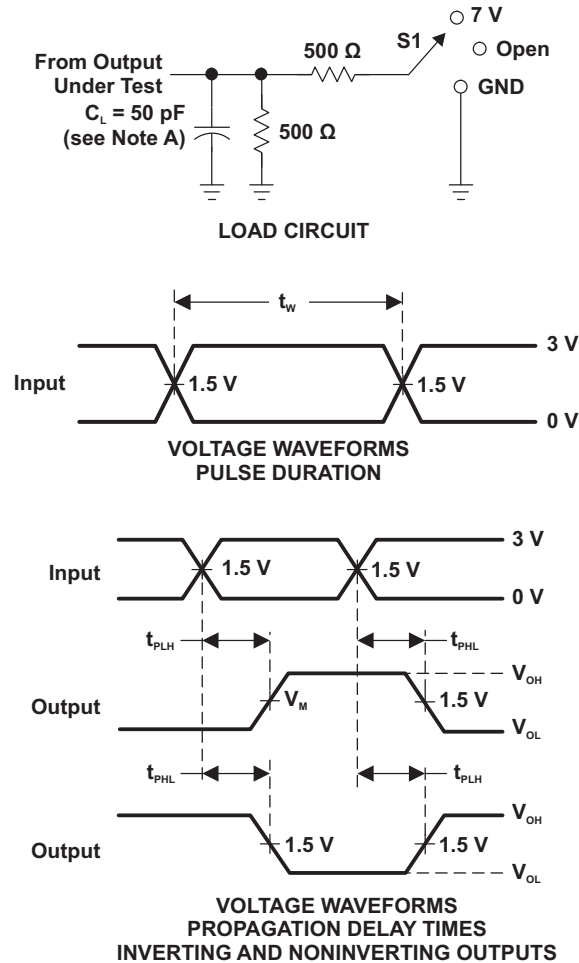 7 V
S1
Open
500 Ω
From Output
Under Test
GND
C_L = 50 pF
(see Note A)
500 Ω
LOAD CIRCUIT
t_w
3 V
Input
1.5 V
1.5 V
0 V
VOLTAGE WAVEFORMS
PULSE DURATION
3 V
Input
1.5 V
1.5 V
0 V
t_PLH
t_PHL
V_OH
Output
V_M
1.5 V
V_OL
t_PHL
t_PLH
V_OH
Output
1.5 V
1.5 V
V_OL
VOLTAGE WAVEFORMS
PROPAGATION DELAY TIMES
INVERTING AND NONINVERTING OUTPUTS